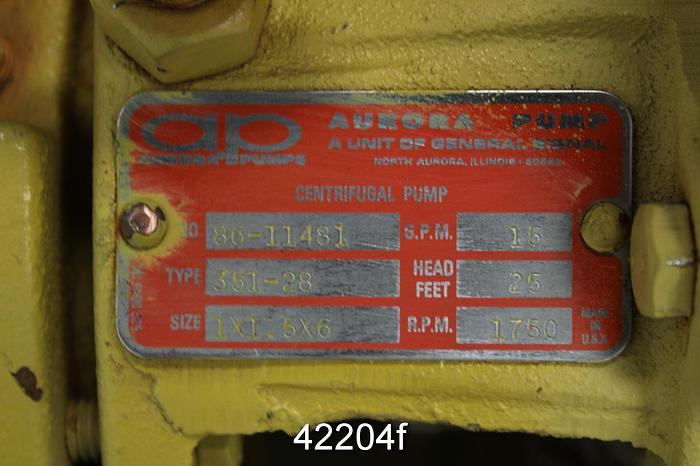 ap
AURORA PUMPS
AURORA PUMP
A UNIT OF GENERAL SIGNAL
NORTH AURORA, ILLINOIS · 60542
CENTRIFUGAL PUMP
NO. 86-11481 G.P.M. 15
TYPE 351-28 HEAD FEET 25
SIZE 1X1.5X6 R.P.M. 1750
MADE IN U.S.A.
42204f